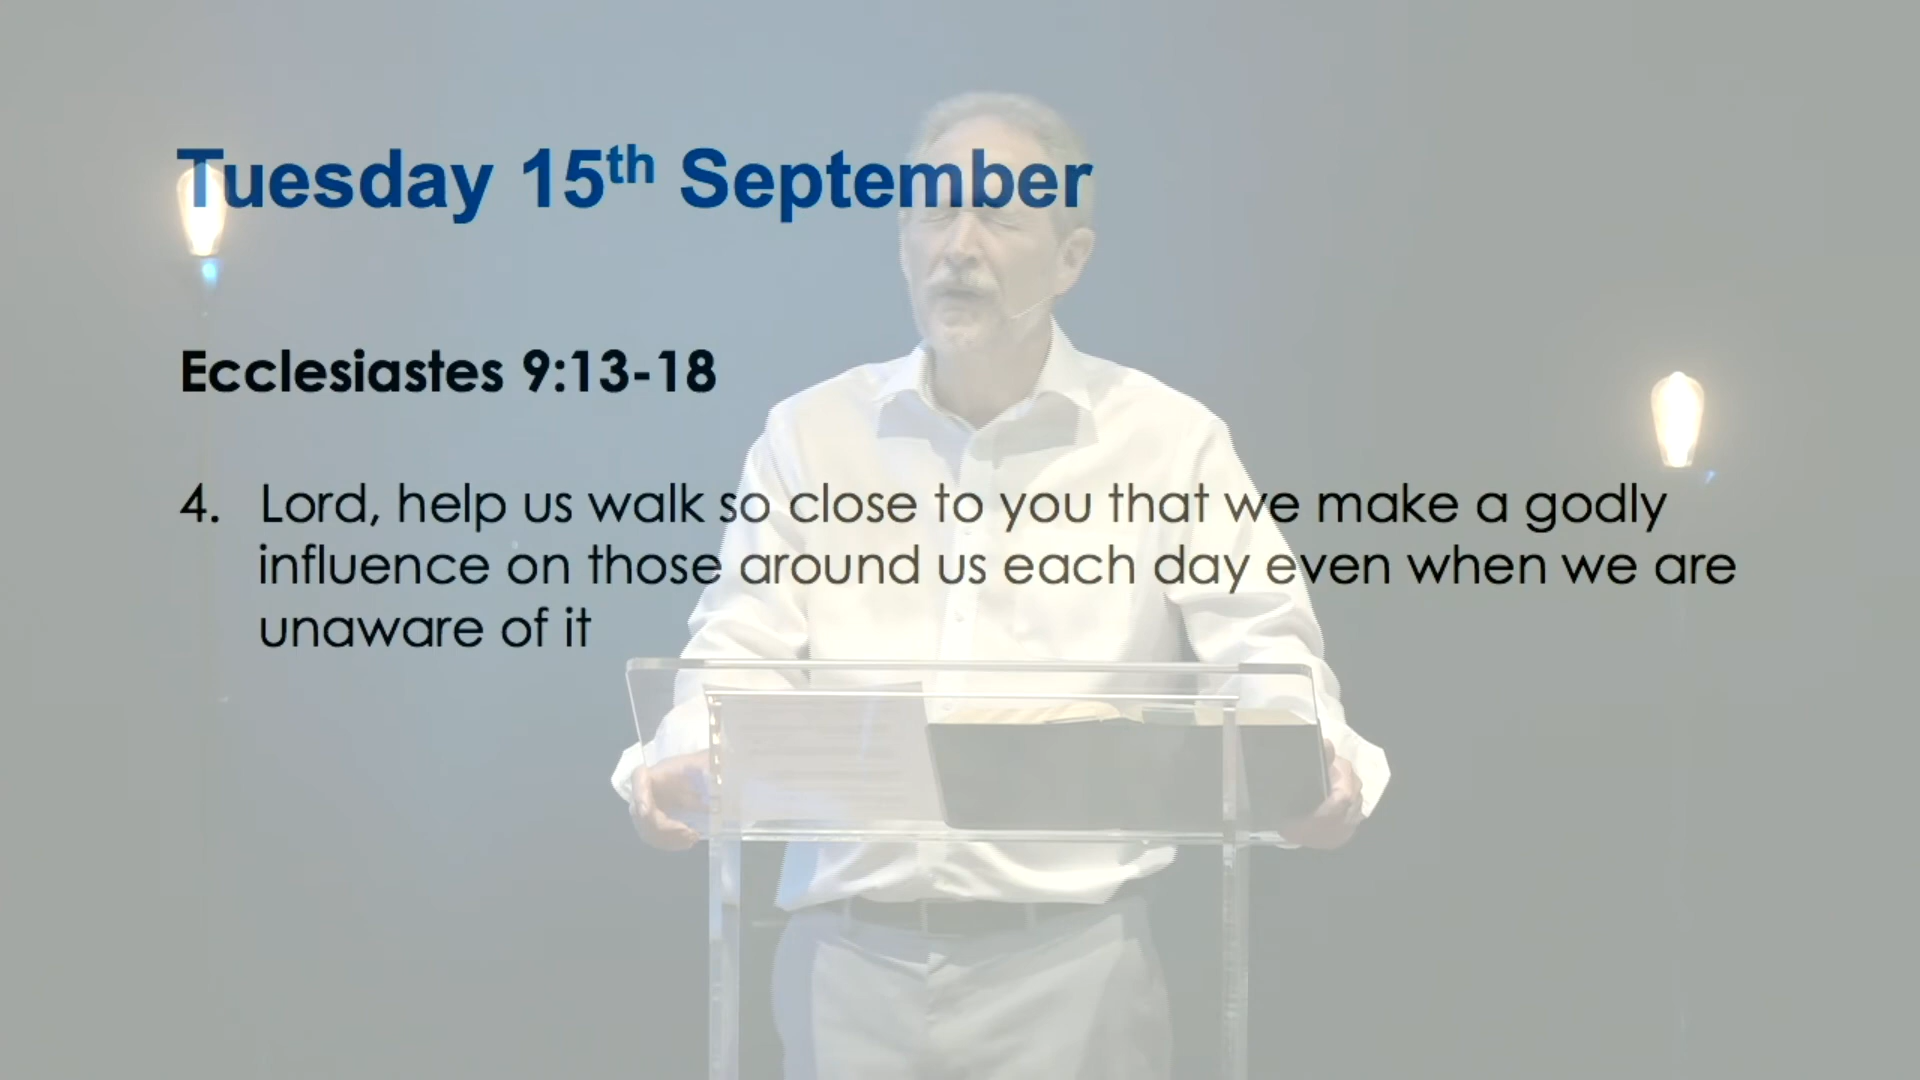 Tuesday 15th September
Ecclesiastes 9:13-18
4. Lord, help us walk so close to you that we make a godly
influence on those around us each day even when we are
unaware of it